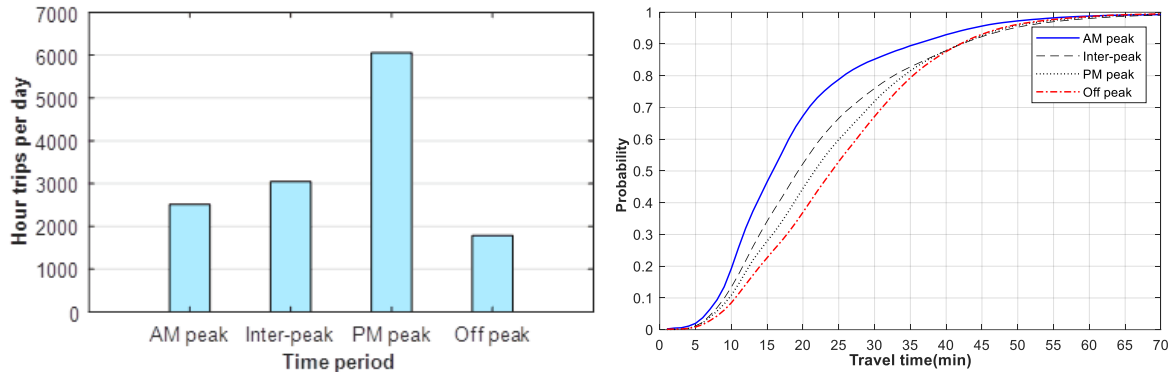 Hour trips per day
7000
6000
5000
4000
3000
2000
1000
0
AM peak Inter-peak PM peak Off peak
Time period
Probability
1
0.9
0.8
0.7
0.6
0.5
0.4
0.3
0.2
0.1
0
AM peak
Inter-peak
PM peak
Off peak
0 5 10 15 20 25 30 35 40 45 50 55 60 65 70
Travel time(min)